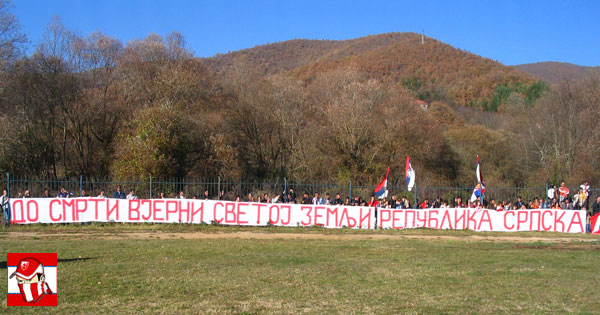 ДО СМРТИ ВЈЕРНИ СВЕТОЈ ЗЕМЉИ РЕПУБЛИКА СРПСКА